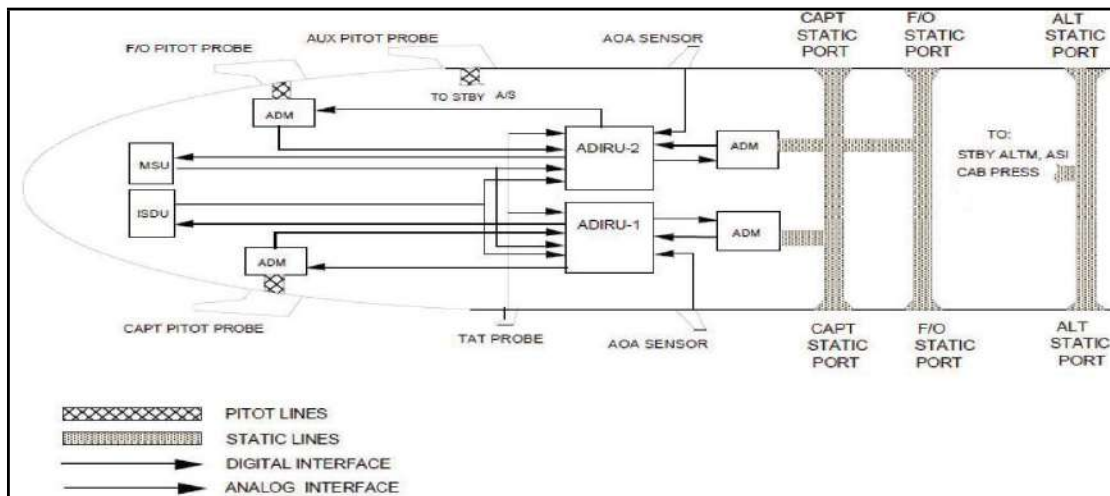 F/O PITOT PROBE
AUX PITOT PROBE
AOA SENSOR
CAPT
STATIC
PORT
F/O
STATIC
PORT
ALT
STATIC
PORT
TO STBY A/S
ADM
MSU
ISDU
ADIRU-2
ADM
TO:
STBY ALTM, ASI
CAB PRESS
ADIRU-1
ADM
ADM
CAPT PITOT PROBE
TAT PROBE
AOA SENSOR
CAPT
STATIC
PORT
F/O
STATIC
PORT
ALT
STATIC
PORT
PITOT LINES
STATIC LINES
DIGITAL INTERFACE
ANALOG INTERFACE